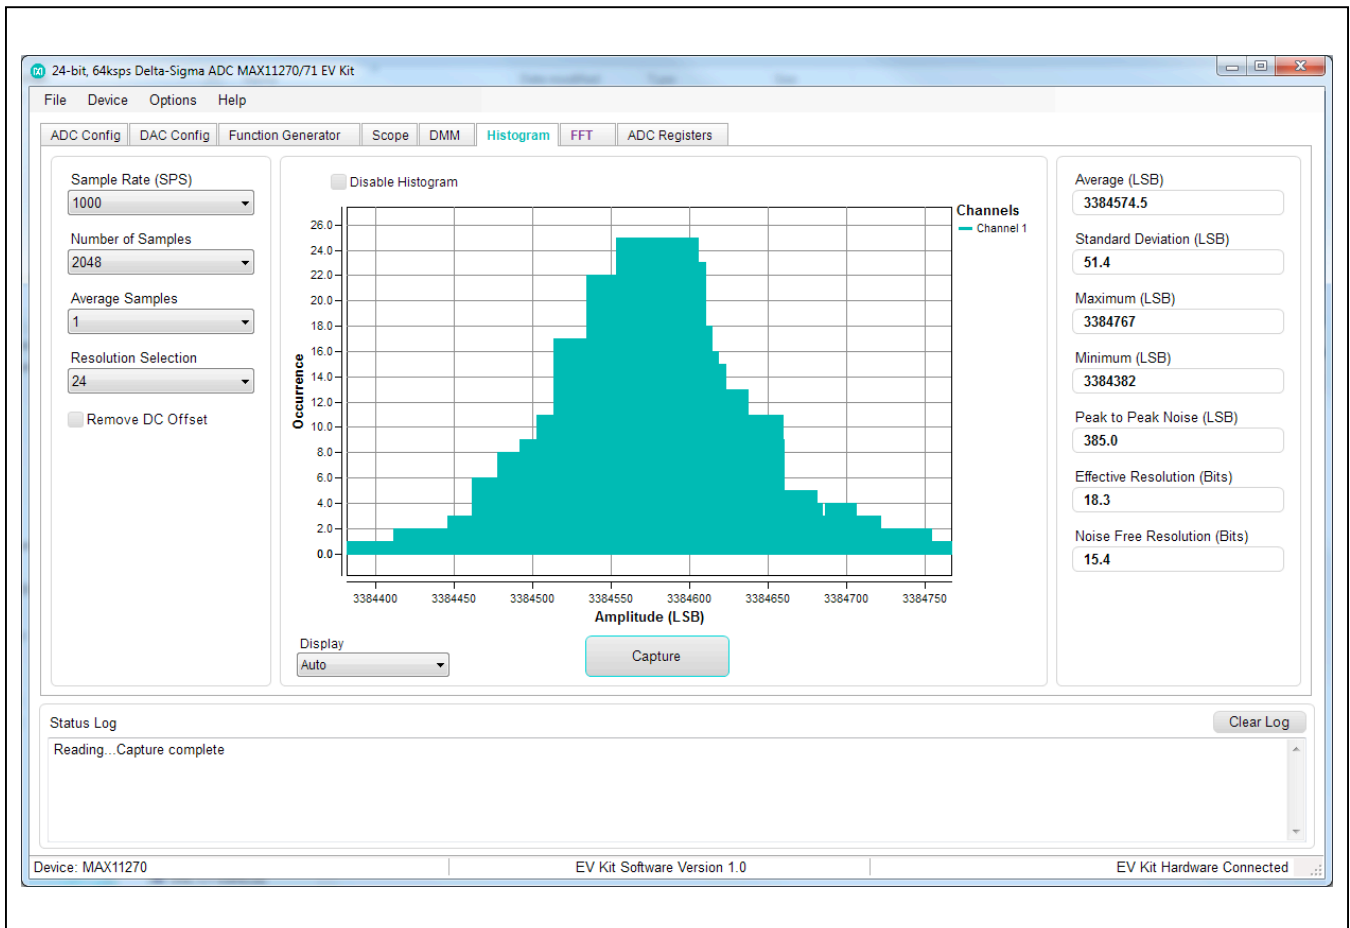 24-bit, 64ksps Delta-Sigma ADC MAX11270/71 EV Kit
File Device Options Help
ADC Config DAC Config Function Generator Scope DMM Histogram FFT ADC Registers
Sample Rate (SPS)
1000
Number of Samples
2048
Average Samples
1
Resolution Selection
24
Remove DC Offset
Disable Histogram
Channels
Channel 1
Occurrence
26.0
24.0
22.0
20.0
18.0
16.0
14.0
12.0
10.0
8.0
6.0
4.0
2.0
0.0
3384400 3384450 3384500 3384550 3384600 3384650 3384700 3384750
Amplitude (LSB)
Display
Auto
Capture
Average (LSB)
3384574.5
Standard Deviation (LSB)
51.4
Maximum (LSB)
3384767
Minimum (LSB)
3384382
Peak to Peak Noise (LSB)
385.0
Effective Resolution (Bits)
18.3
Noise Free Resolution (Bits)
15.4
Status Log
Clear Log
Reading...Capture complete
Device: MAX11270
EV Kit Software Version 1.0
EV Kit Hardware Connected